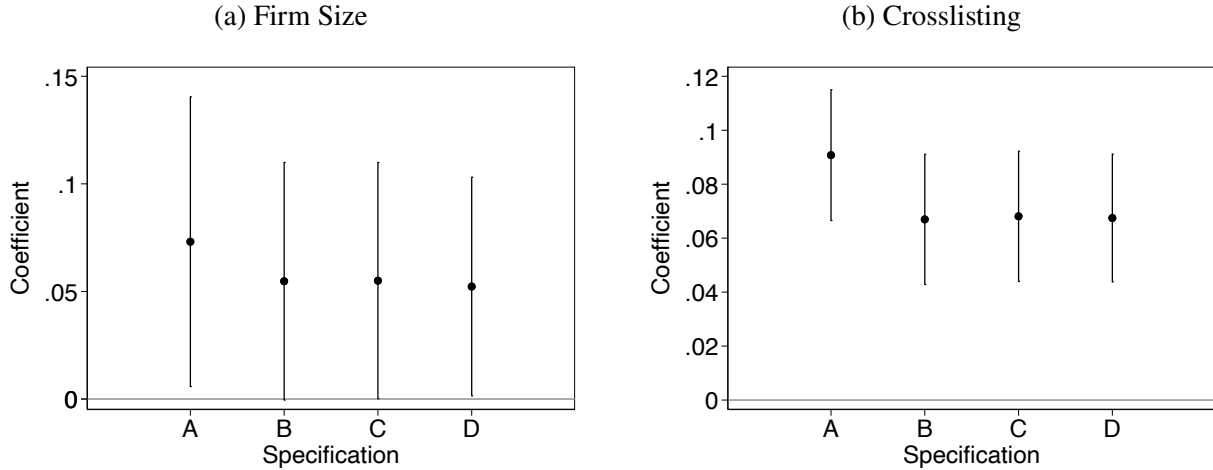 (a) Firm Size
.15
.1
.05
0
Coefficient
A B C D
Specification
(b) Crosslisting
.12
.1
.08
.06
.04
.02
0
Coefficient
A B C D
Specification